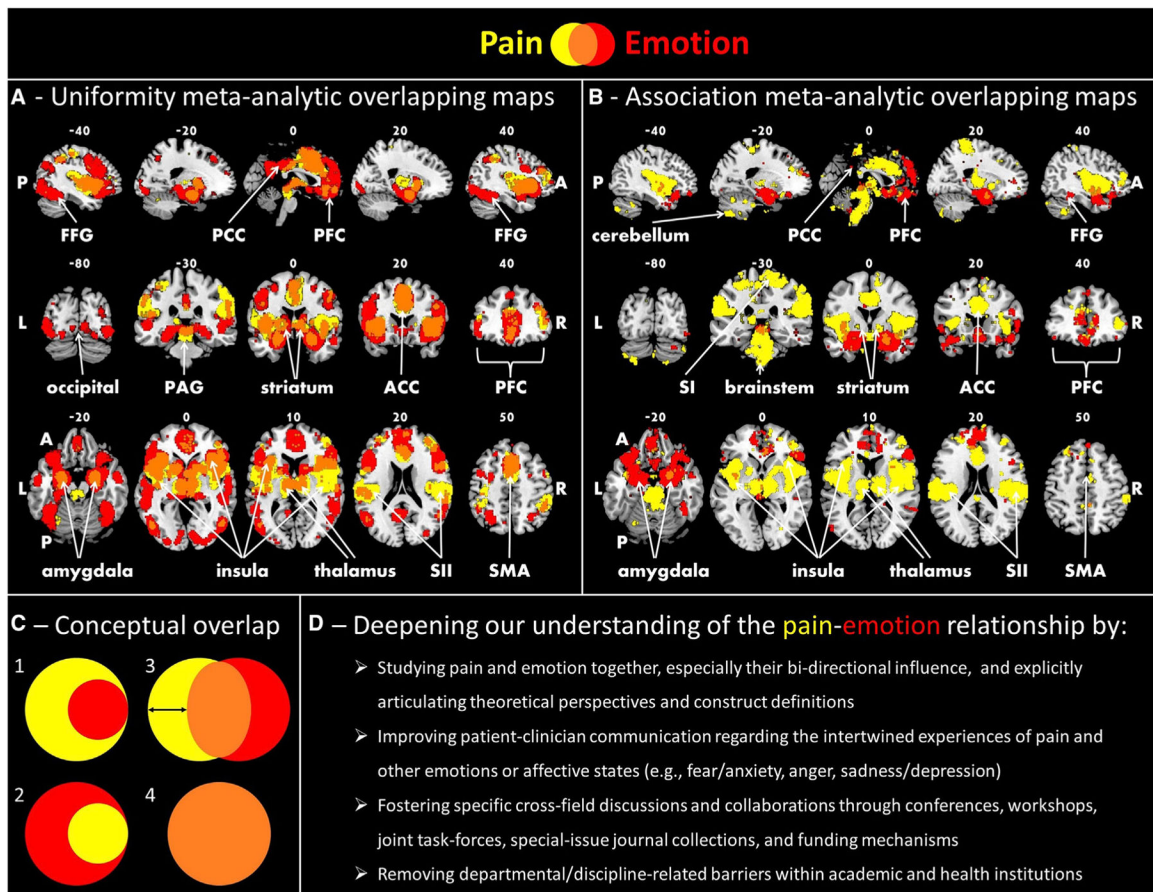 Pain Emotion
A - Uniformity meta-analytic overlapping maps
-40 -20 0 20 40
P A
FFG PCC PFC FFG
-80 -30 0 20 40
L R
occipital PAG striatum ACC PFC
-20 0 10 20 50
A
L R
P
amygdala insula thalamus SII SMA
B - Association meta-analytic overlapping maps
-40 -20 0 20 40
P A
cerebellum PCC PFC FFG
-80 -30 0 20 40
L R
SI brainstem striatum ACC PFC
-20 0 10 20 50
A
L R
P
amygdala insula thalamus SII SMA
C – Conceptual overlap
1 3
2 4
D – Deepening our understanding of the pain-emotion relationship by:
➢ Studying pain and emotion together, especially their bi-directional influence, and explicitly
articulating theoretical perspectives and construct definitions
➢ Improving patient-clinician communication regarding the intertwined experiences of pain and
other emotions or affective states (e.g., fear/anxiety, anger, sadness/depression)
➢ Fostering specific cross-field discussions and collaborations through conferences, workshops,
joint task-forces, special-issue journal collections, and funding mechanisms
➢ Removing departmental/discipline-related barriers within academic and health institutions